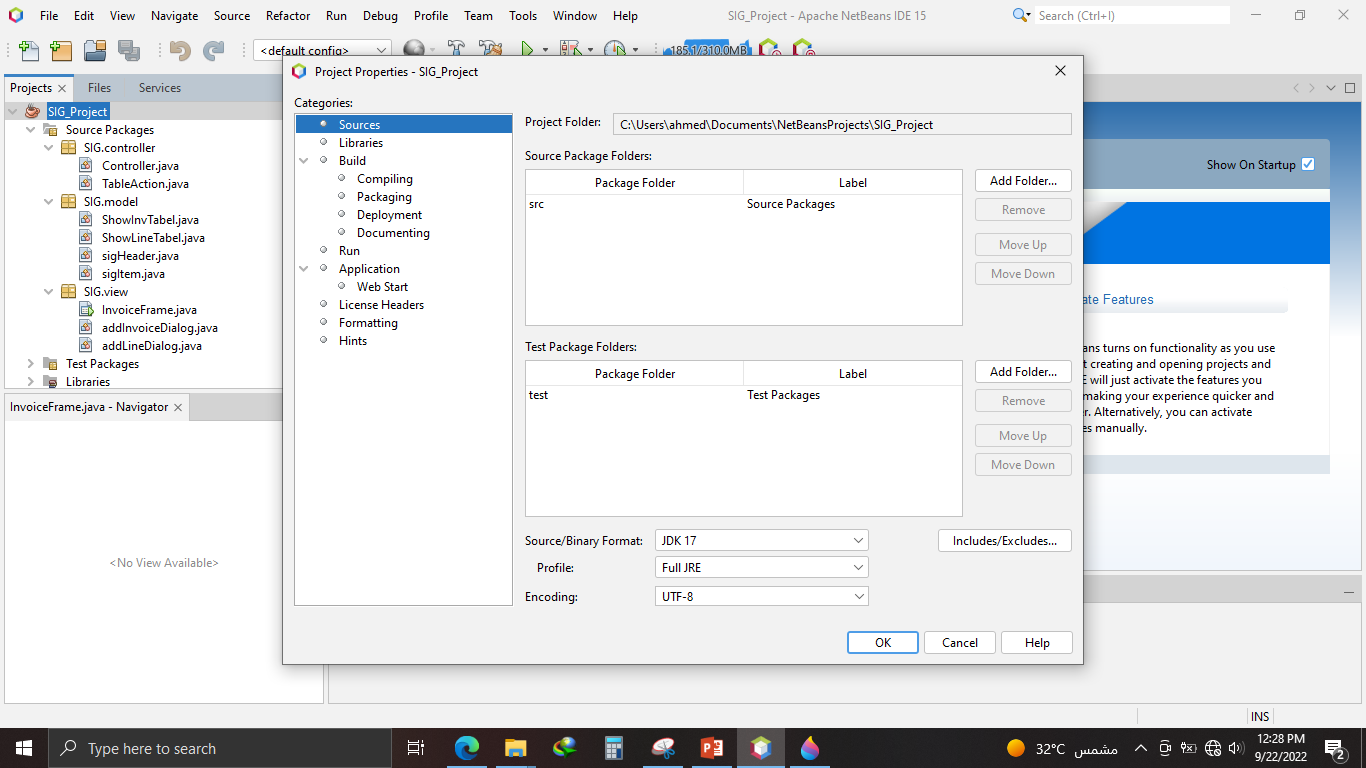 File Edit View Navigate Source Refactor Run Debug Profile Team Tools Window Help
SIG_Project - Apache NetBeans IDE 15
Search (Ctrl+I)
<default config>
185.1/310.0MB
Projects Files Services
SIG_Project
Source Packages
SIG.controller
Controller.java
TableAction.java
SIG.model
ShowInvTabel.java
ShowLineTabel.java
sigHeader.java
sigItem.java
SIG.view
InvoiceFrame.java
addInvoiceDialog.java
addLineDialog.java
Test Packages
Libraries
InvoiceFrame.java - Navigator
<No View Available>
Project Properties - SIG_Project
Categories:
Sources
Libraries
Build
Compiling
Packaging
Deployment
Documenting
Run
Application
Web Start
License Headers
Formatting
Hints
Project Folder: C:\Users\ahmed\Documents\NetBeansProjects\SIG_Project
Source Package Folders:
Package Folder Label
src Source Packages
Add Folder...
Remove
Move Up
Move Down
Test Package Folders:
Package Folder Label
test Test Packages
Add Folder...
Remove
Move Up
Move Down
Source/Binary Format: JDK 17
Includes/Excludes...
Profile: Full JRE
Encoding: UTF-8
OK Cancel Help
Show On Startup
ate Features
ans turns on functionality as you use
t creating and opening projects and
E will just activate the features you
making your experience quicker and
r. Alternatively, you can activate
es manually.
INS
Type here to search
32°C مشمس
12:28 PM
9/22/2022
2